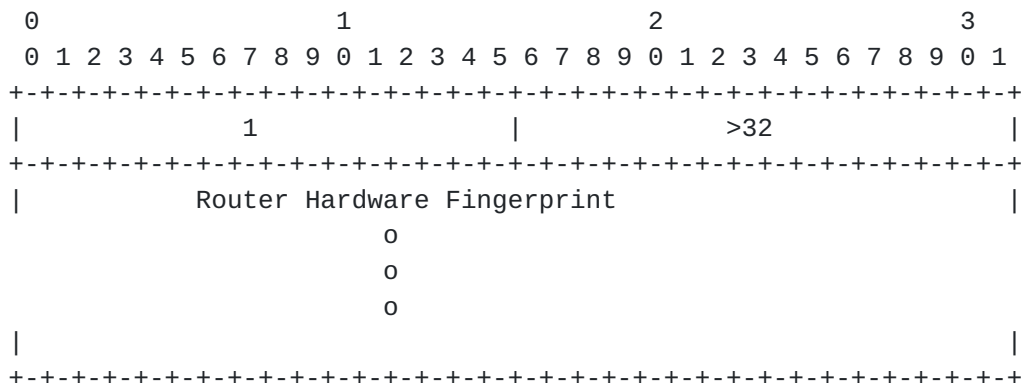 0                   1                   2                   3
 0 1 2 3 4 5 6 7 8 9 0 1 2 3 4 5 6 7 8 9 0 1 2 3 4 5 6 7 8 9 0 1
+-+-+-+-+-+-+-+-+-+-+-+-+-+-+-+-+-+-+-+-+-+-+-+-+-+-+-+-+-+-+-+-+
|              1                |             >32               |
+-+-+-+-+-+-+-+-+-+-+-+-+-+-+-+-+-+-+-+-+-+-+-+-+-+-+-+-+-+-+-+-+
|           Router Hardware Fingerprint                         |
                        o
                        o
                        o
|                                                               |
+-+-+-+-+-+-+-+-+-+-+-+-+-+-+-+-+-+-+-+-+-+-+-+-+-+-+-+-+-+-+-+-+